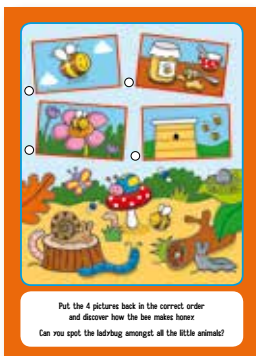 Put the 4 pictures back in the correct order
and discover how the bee makes honey.
Can you spot the ladybug amongst all the little animals?